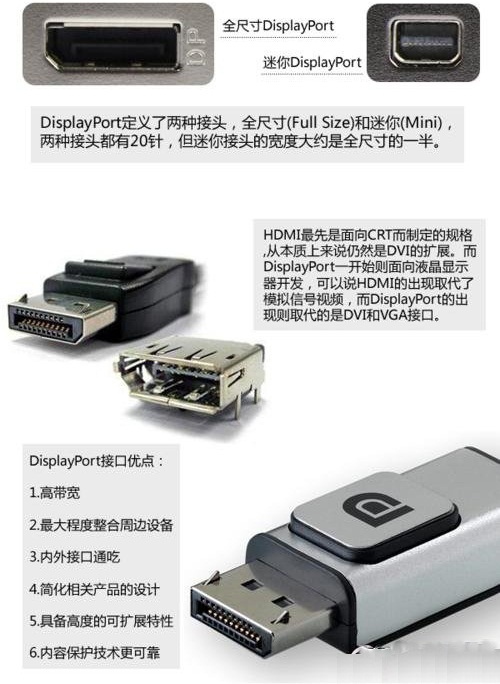 全尺寸DisplayPort
DP
迷你DisplayPort
DisplayPort定义了两种接头，全尺寸(Full Size)和迷你(Mini)，
两种接头都有20针，但迷你接头的宽度大约是全尺寸的一半。
HDMI最先是面向CRT而制定的规格
,从本质上来说仍然是DVI的扩展。而
DisplayPort一开始则面向液晶显示
器开发，可以说HDMI的出现取代了
模拟信号视频，而DisplayPort的出
现则取代的是DVI和VGA接口。
DisplayPort接口优点：
1.高带宽
2.最大程度整合周边设备
3.内外接口通吃
4.简化相关产品的设计
5.具备高度的可扩展特性
6.内容保护技术更可靠